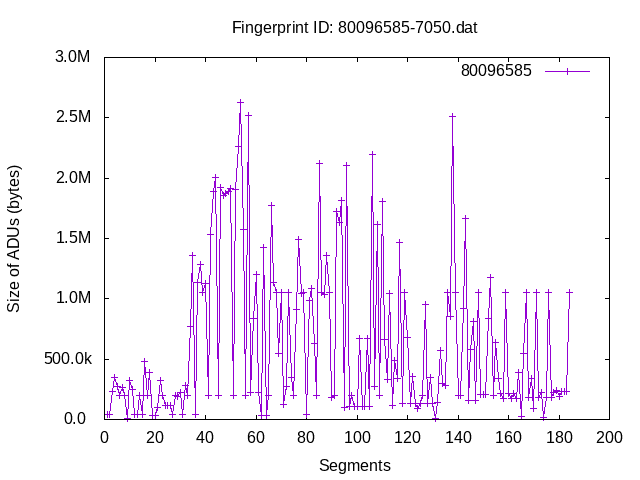 Fingerprint ID: 80096585-7050.dat
80096585
Size of ADUs (bytes)
3.0M
2.5M
2.0M
1.5M
1.0M
500.0k
0.0
0 20 40 60 80 100 120 140 160 180 200
Segments